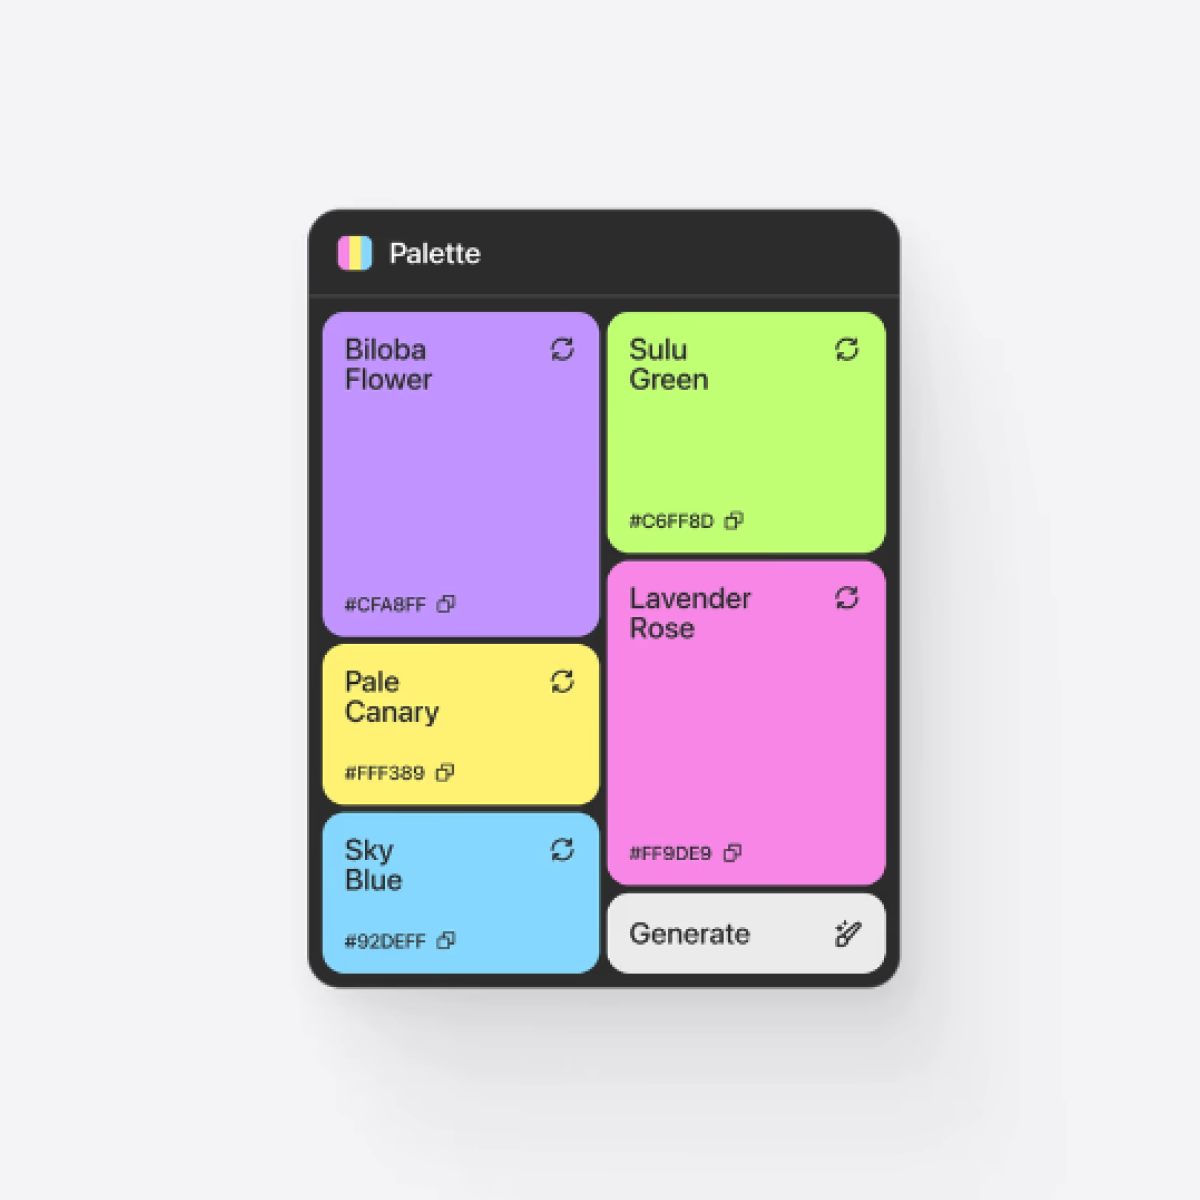 Palette
Biloba
Flower
#CFA8FF
Pale
Canary
#FFF389
Sky
Blue
#92DEFF
Sulu
Green
#C6FF8D
Lavender
Rose
#FF9DE9
Generate